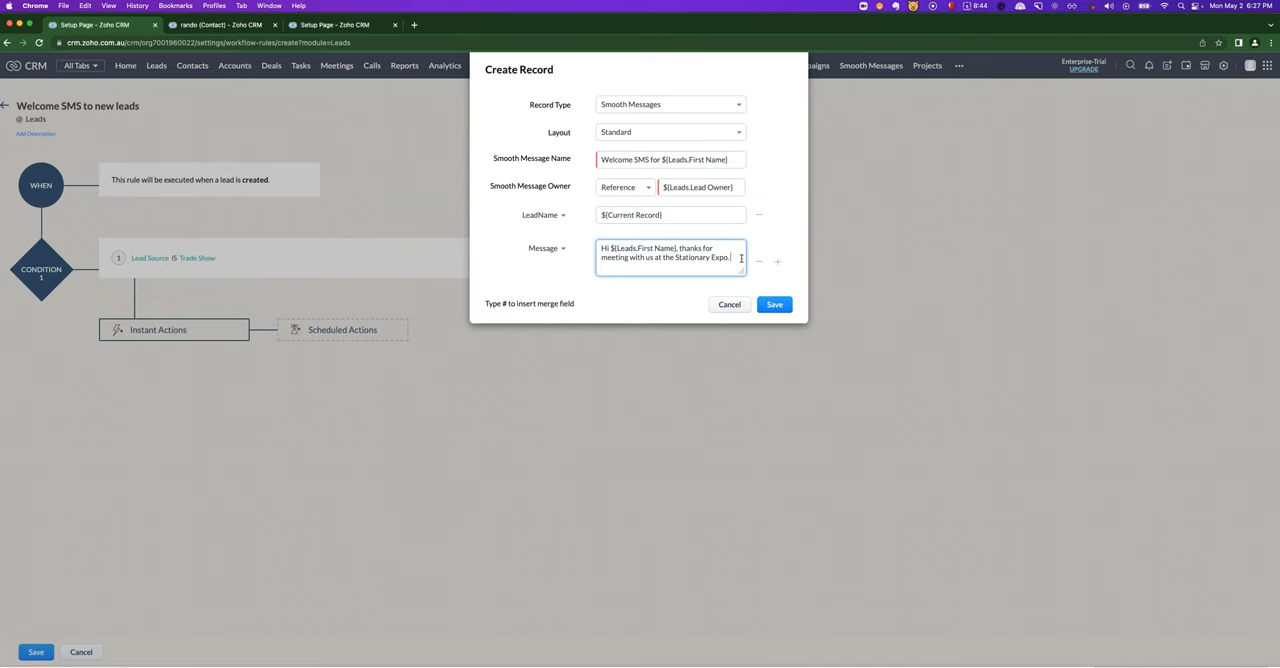 Chrome File Edit View History Bookmarks Profiles Tab Window Help
8:44 Mon May 2 6:27 PM
Setup Page - Zoho CRM
rando (Contact) - Zoho CRM
Setup Page - Zoho CRM
crm.zoho.com.au/crm/org7001960022/settings/workflow-rules/create?module=Leads
CRM All Tabs Home Leads Contacts Accounts Deals Tasks Meetings Calls Reports Analytics paigns Smooth Messages Projects
Enterprise-Trial
UPGRADE
Welcome SMS to new leads
@ Leads
Add Description
WHEN
This rule will be executed when a lead is created.
CONDITION
1
1 Lead Source IS Trade Show
Instant Actions
Scheduled Actions
Create Record
Record Type Smooth Messages
Layout Standard
Smooth Message Name Welcome SMS for ${Leads.First Name}
Smooth Message Owner Reference ${Leads.Lead Owner}
LeadName ${Current Record}
Message Hi ${Leads.First Name}, thanks for
meeting with us at the Stationary Expo.
Type # to insert merge field
Cancel Save
Save Cancel